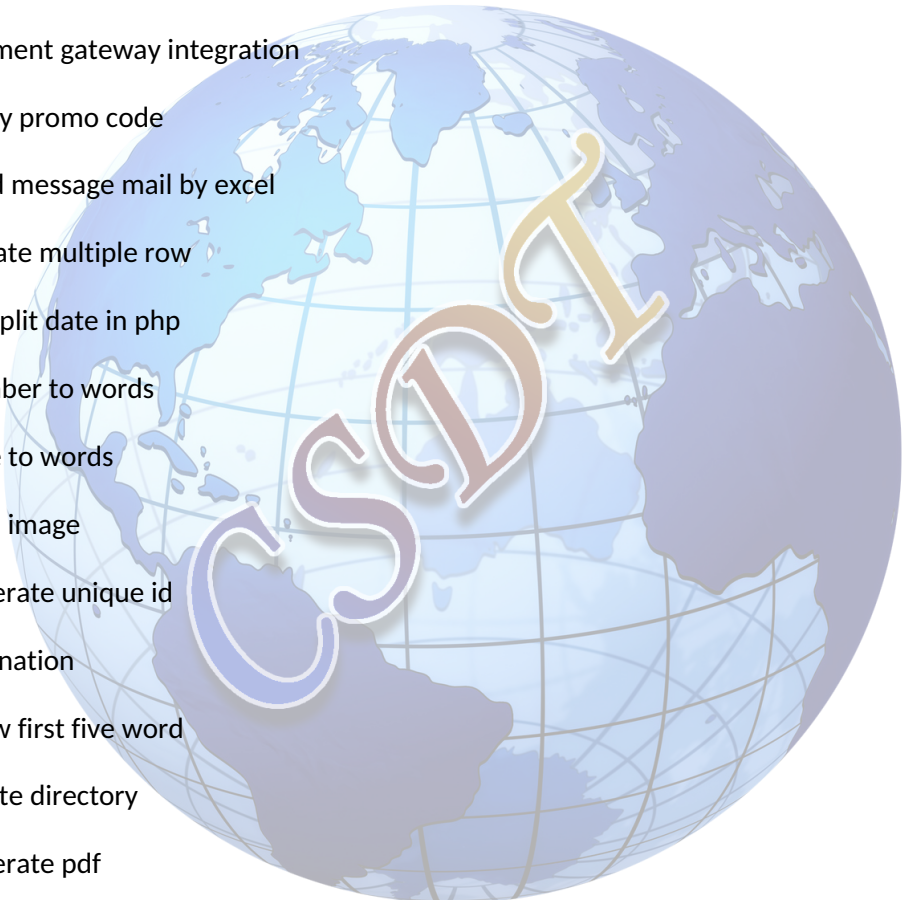 ment gateway integration
y promo code
l message mail by excel
ate multiple row
plit date in php
ber to words
to words
image
erate unique id
nation
w first five word
te directory
erate pdf
CSDT